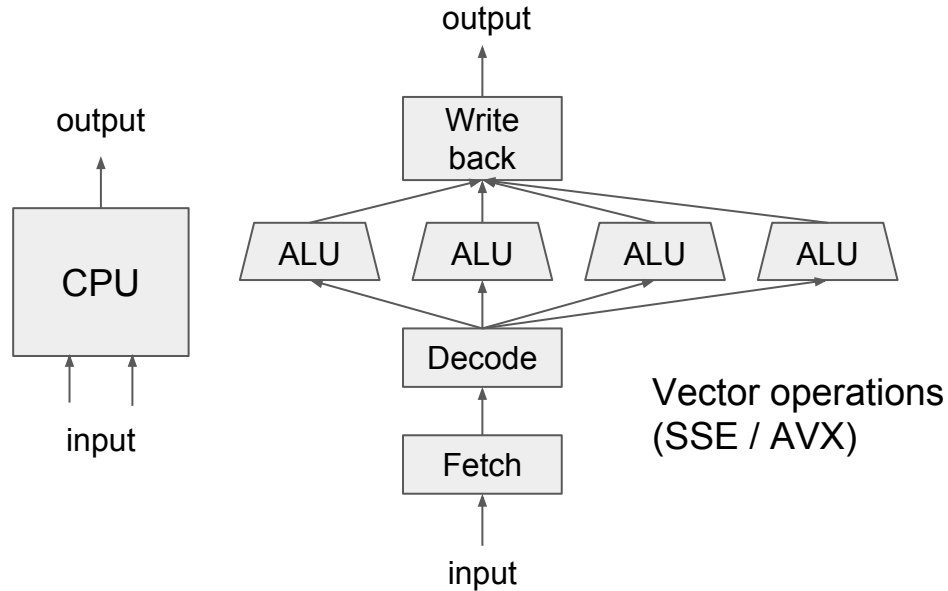 output
CPU
input
output
Write
back
ALU
ALU
ALU
ALU
Decode
Fetch
input
Vector operations
(SSE / AVX)